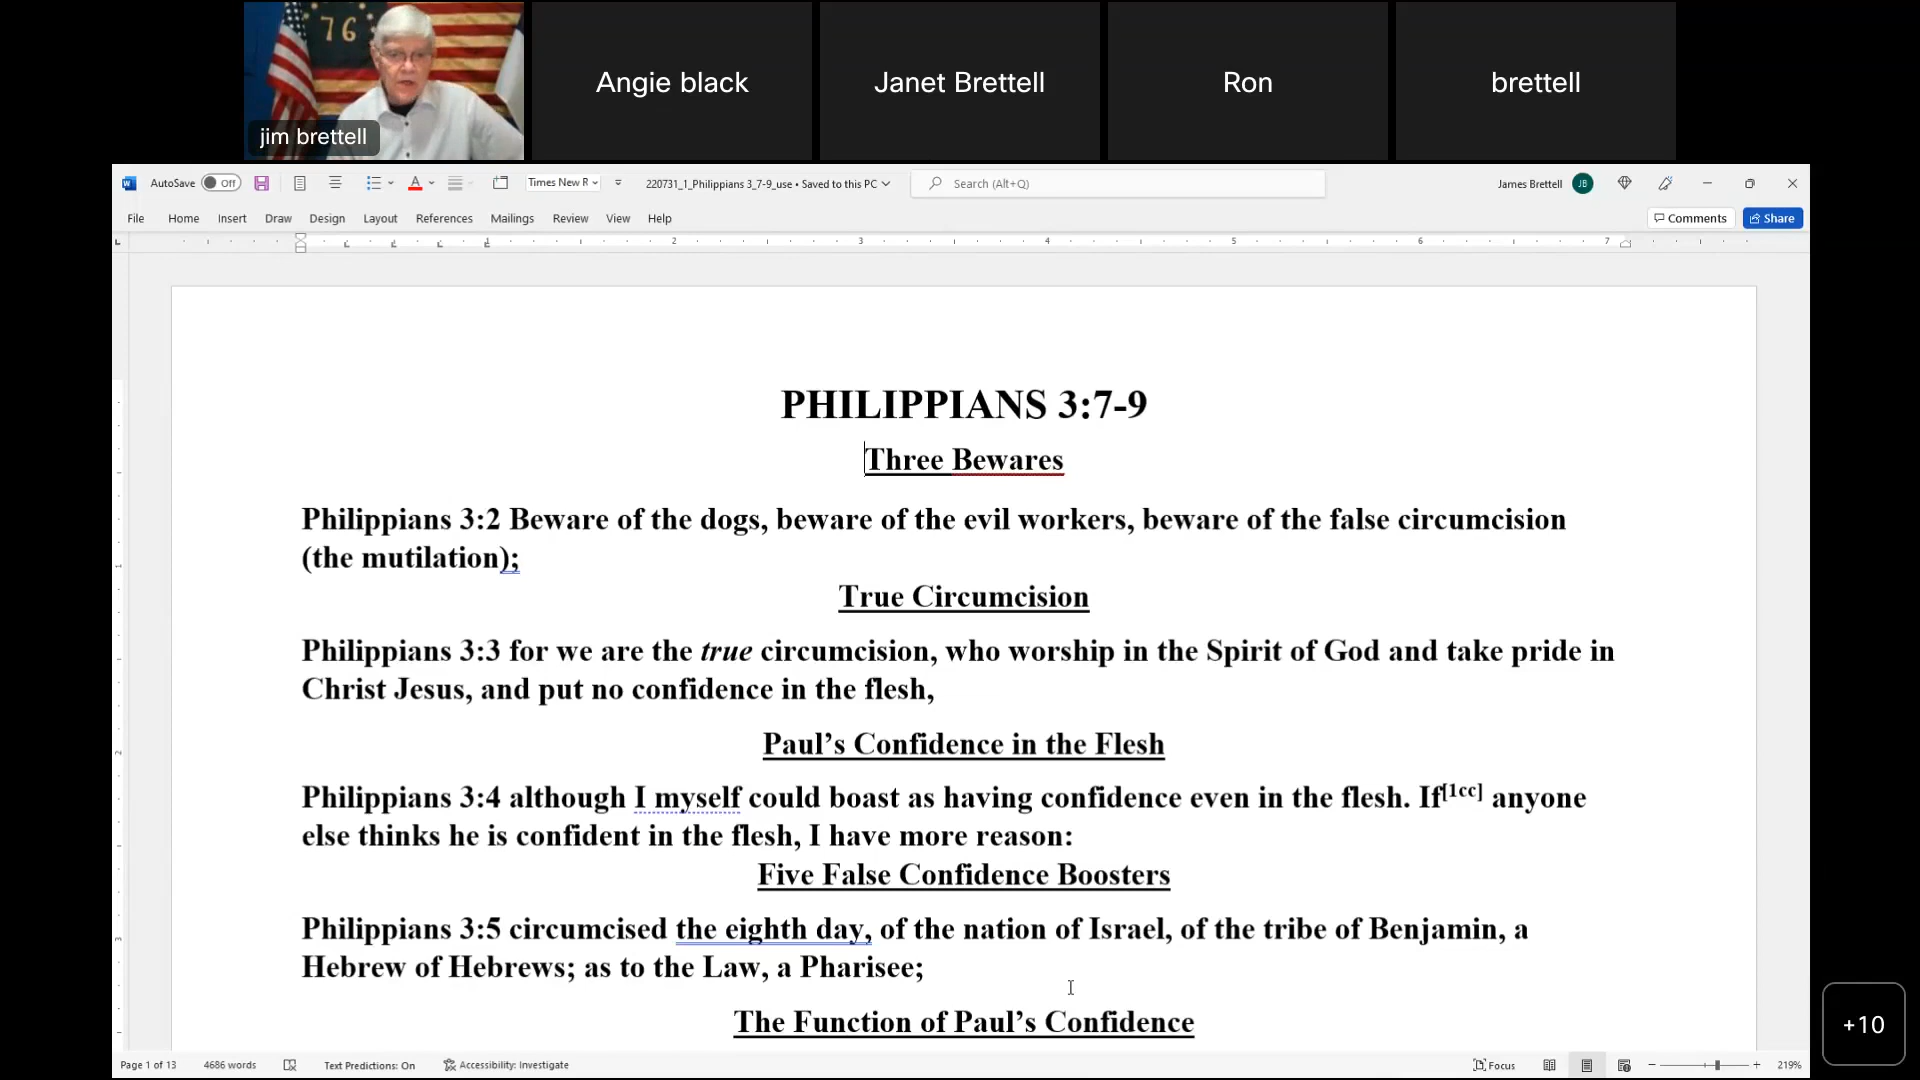 76
jim brettell
Angie black
Janet Brettell
Ron
brettell
AutoSave Off
Times New R
220731_1_Philippians 3_7-9_use • Saved to this PC
Search (Alt+Q)
James Brettell
JB
File Home Insert Draw Design Layout References Mailings Review View Help
Comments
Share
1 2 3 4 5 6 7
PHILIPPIANS 3:7-9
Three Bewares
Philippians 3:2 Beware of the dogs, beware of the evil workers, beware of the false circumcision
(the mutilation);
True Circumcision
Philippians 3:3 for we are the true circumcision, who worship in the Spirit of God and take pride in
Christ Jesus, and put no confidence in the flesh,
Paul’s Confidence in the Flesh
Philippians 3:4 although I myself could boast as having confidence even in the flesh. If[1cc] anyone
else thinks he is confident in the flesh, I have more reason:
Five False Confidence Boosters
Philippians 3:5 circumcised the eighth day, of the nation of Israel, of the tribe of Benjamin, a
Hebrew of Hebrews; as to the Law, a Pharisee;
The Function of Paul’s Confidence
+10
Page 1 of 13
4686 words
Text Predictions: On
Accessibility: Investigate
Focus
219%